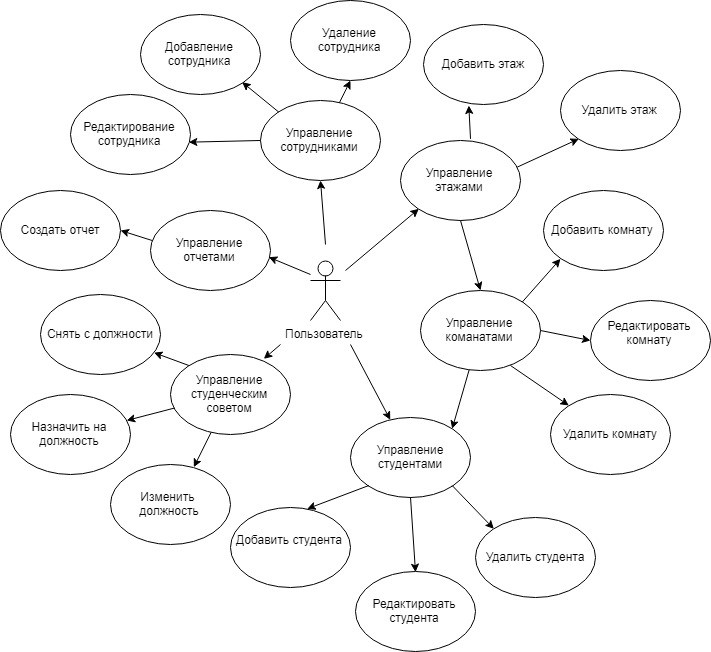 Удаление
сотрудника
Добавление
сотрудника
Добавить этаж
Удалить этаж
Редактирование
сотрудника
Управление
сотрудниками
Управление
этажами
Создать отчет
Управление
отчетами
Добавить комнату
Пользователь
Снять с должности
Управление
команатами
Редактировать
комнату
Управление
студенческим
советом
Назначить на
должность
Удалить комнату
Управление
студентами
Изменить
должность
Добавить студента
Удалить студента
Редактировать
студента